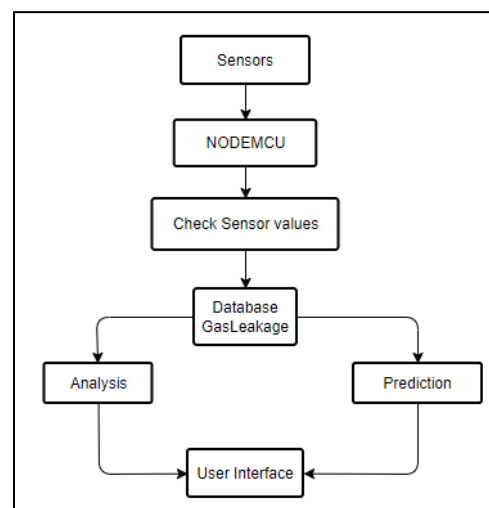 Sensors
NODEMCU
Check Sensor values
Database
GasLeakage
Analysis
Prediction
User Interface